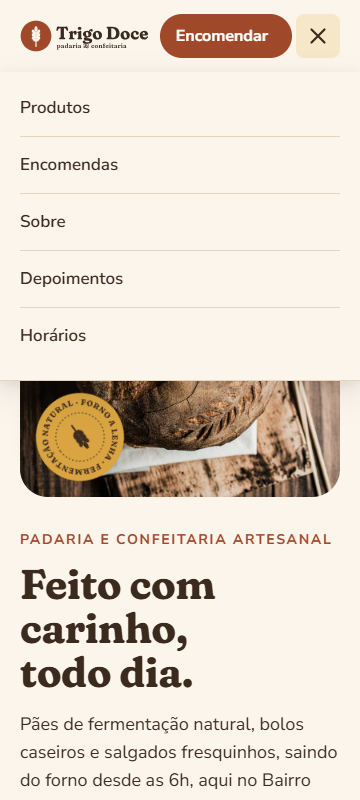 Trigo Doce
padaria & confeitaria
Encomendar
Produtos
Encomendas
Sobre
Depoimentos
Horários
FERMENTAÇÃO NATURAL · FORNO A LENHA ·
PADARIA E CONFEITARIA ARTESANAL
Feito com
carinho,
todo dia.
Pães de fermentação natural, bolos
caseiros e salgados fresquinhos, saindo
do forno desde as 6h, aqui no Bairro